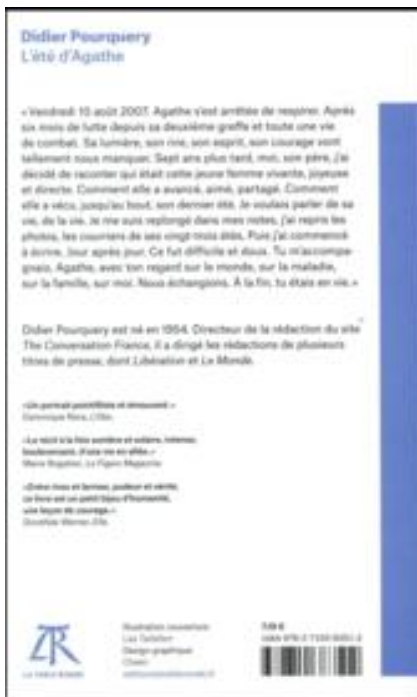 Didier Pourquery
L'été d'Agathe
« Vendredi 10 août 2007. Agathe s'est arrêtée de respirer. Après
six mois de lutte depuis sa deuxième greffe et toute une vie
de combat. Sa lumière, son rire, son esprit, son courage vont
tellement nous manquer. Sept ans plus tard, moi, son père, j'ai
décidé de raconter qui était cette jeune femme vivante, joyeuse
et directe. Comment elle a avancé, aimé, partagé. Comment
elle a vécu, jusqu'au bout, son dernier été. Je voulais parler de sa
vie, de la vie. Je me suis replongé dans mes notes, j'ai repris les
photos, les courriers de ses vingt-trois étés. Puis j'ai commencé
à écrire. Jour après jour. Ce fut difficile et doux. Tu m'accompa-
gnais, Agathe, avec ton regard sur le monde, sur la maladie,
sur la famille, sur moi. Nous échangions. À la fin, tu étais en vie. »
Didier Pourquery est né en 1954. Directeur de la rédaction du site
The Conversation France, il a dirigé les rédactions de plusieurs
titres de presse, dont Libération et Le Monde.
« Un portrait pointilliste et émouvant. »
« Le récit à la fois sombre et solaire, intense,
bouleversant, d'une vie en apnée. »
Le Figaro Magazine
« Entre rires et larmes, pudeur et vérité,
ce livre est un petit bijou d'humanité,
une leçon de courage. »
Illustration couverture
Design graphique
ISBN
LA TABLE RONDE